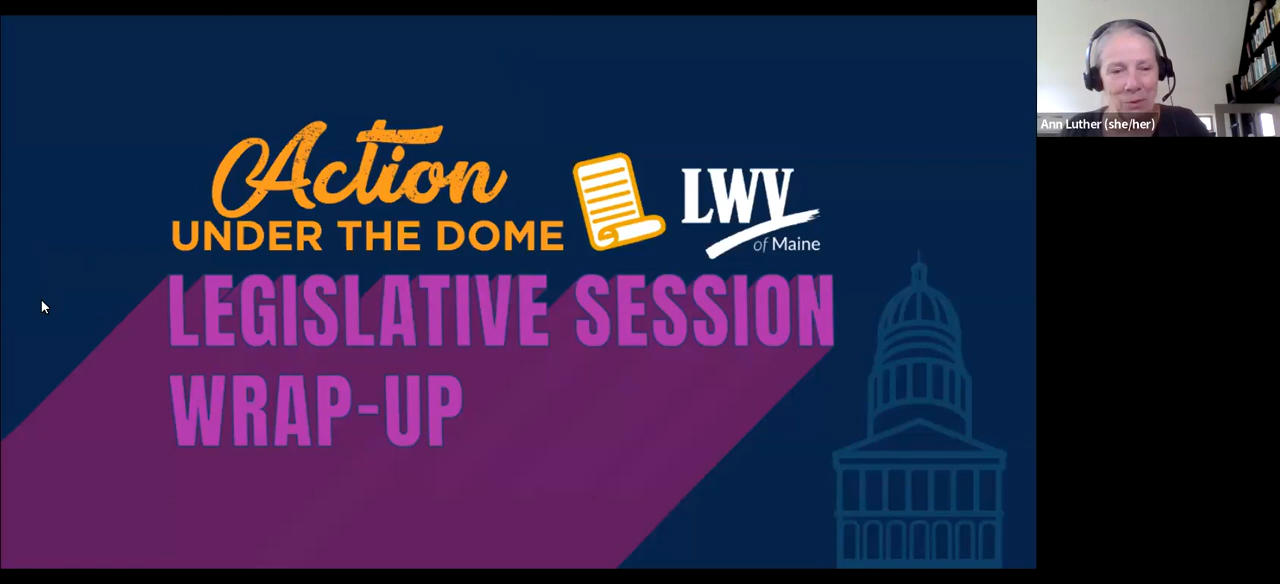 Action
UNDER THE DOME
LWV
of Maine
LEGISLATIVE SESSION
WRAP-UP
Ann Luther (she/her)